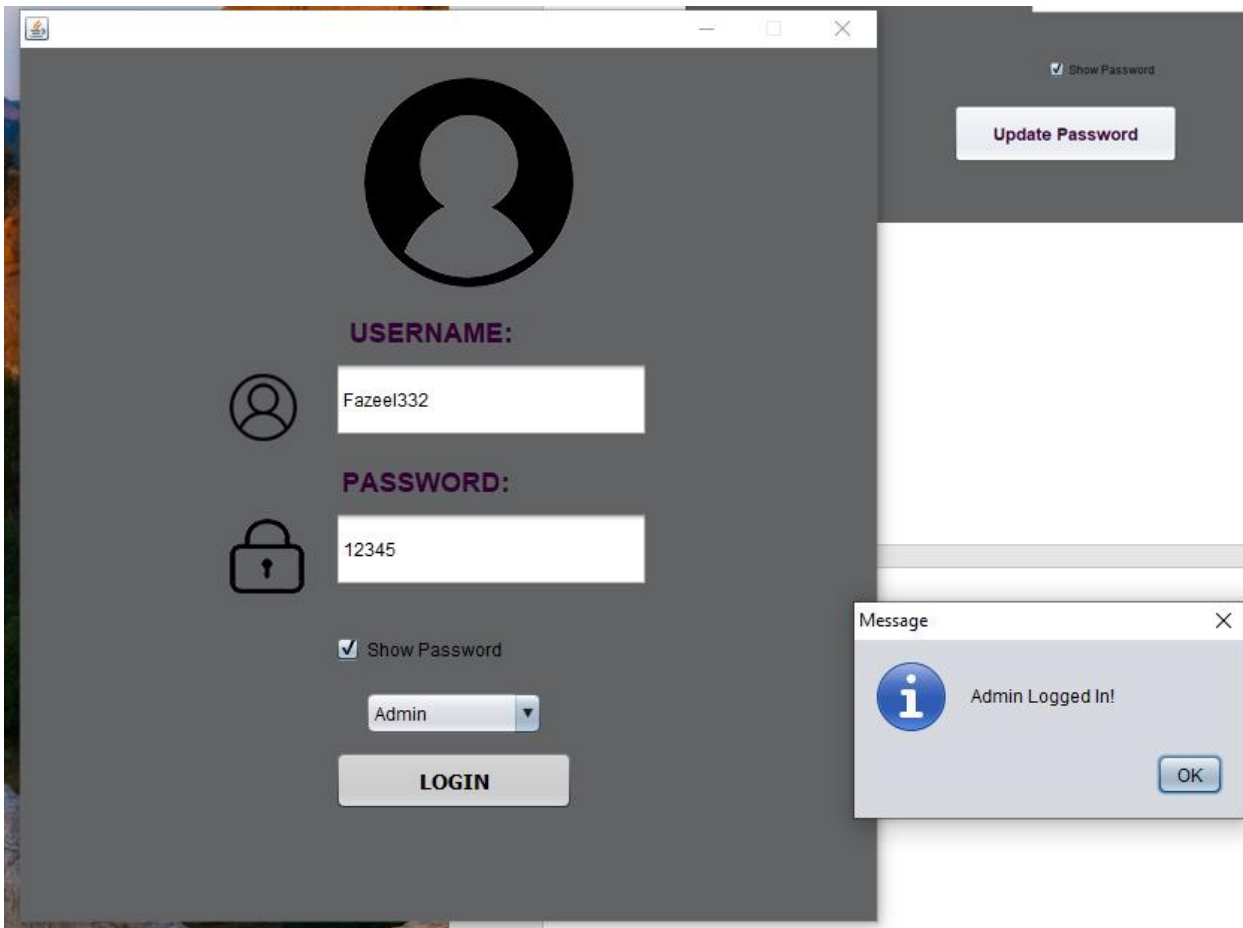 Show Password
Update Password
USERNAME:
Fazeel332
PASSWORD:
12345
Show Password
Admin
LOGIN
Message
Admin Logged In!
OK